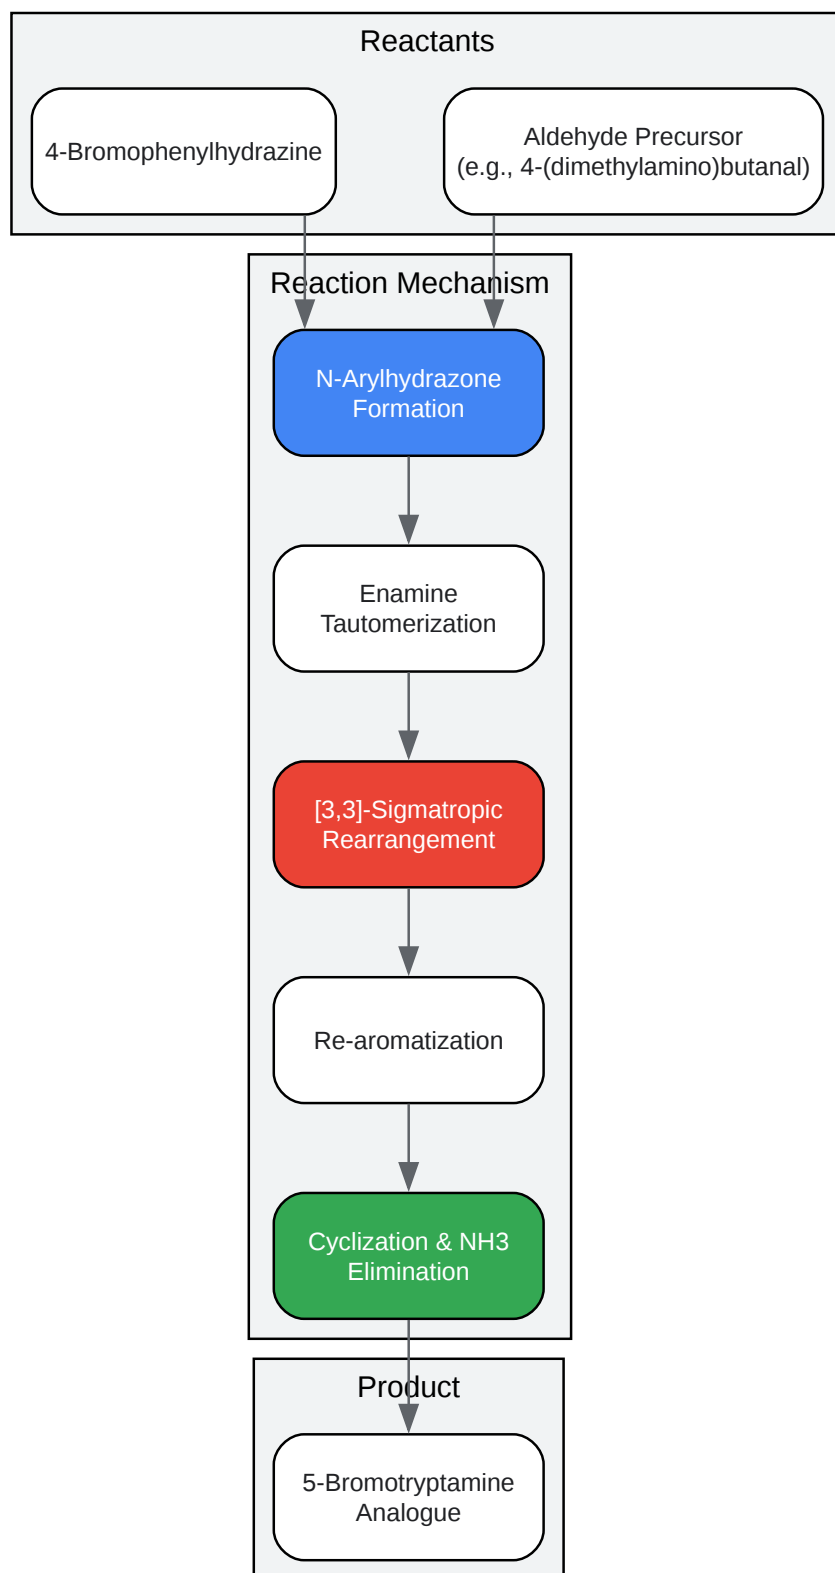 Reactants
4-Bromophenylhydrazine
Aldehyde Precursor
(e.g., 4-(dimethylamino)butanal)
Reaction Mechanism
N-Arylhydrazone
Formation
Enamine
Tautomerization
[3,3]-Sigmatropic
Rearrangement
Re-aromatization
Cyclization & NH3
Elimination
Product
5-Bromotryptamine
Analogue